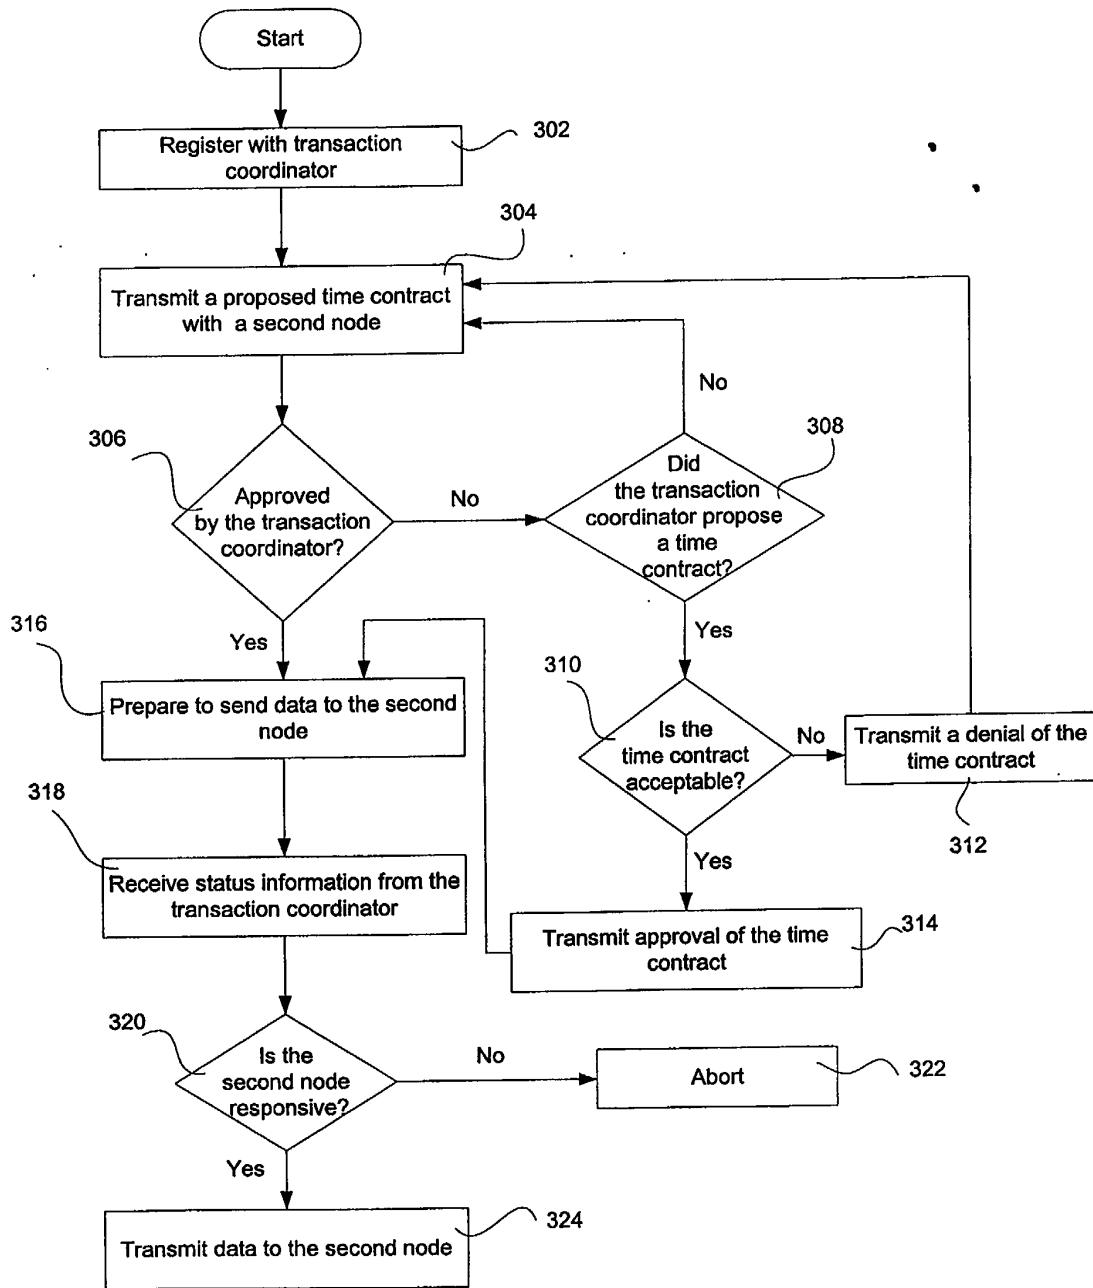 Start
Register with transaction
coordinator
302
304
Transmit a proposed time contract
with a second node
No
306
308
Approved
by the transaction
coordinator?
No
Did
the transaction
coordinator propose
a time
contract?
316
Yes
Yes
310
Prepare to send data to the second
node
Is the
time contract
acceptable?
No
Transmit a denial of the
time contract
312
318
Yes
Receive status information from the
transaction coordinator
Transmit approval of the time
contract
314
320
Is the
second node
responsive?
No
Abort
322
Yes
Transmit data to the second node
324